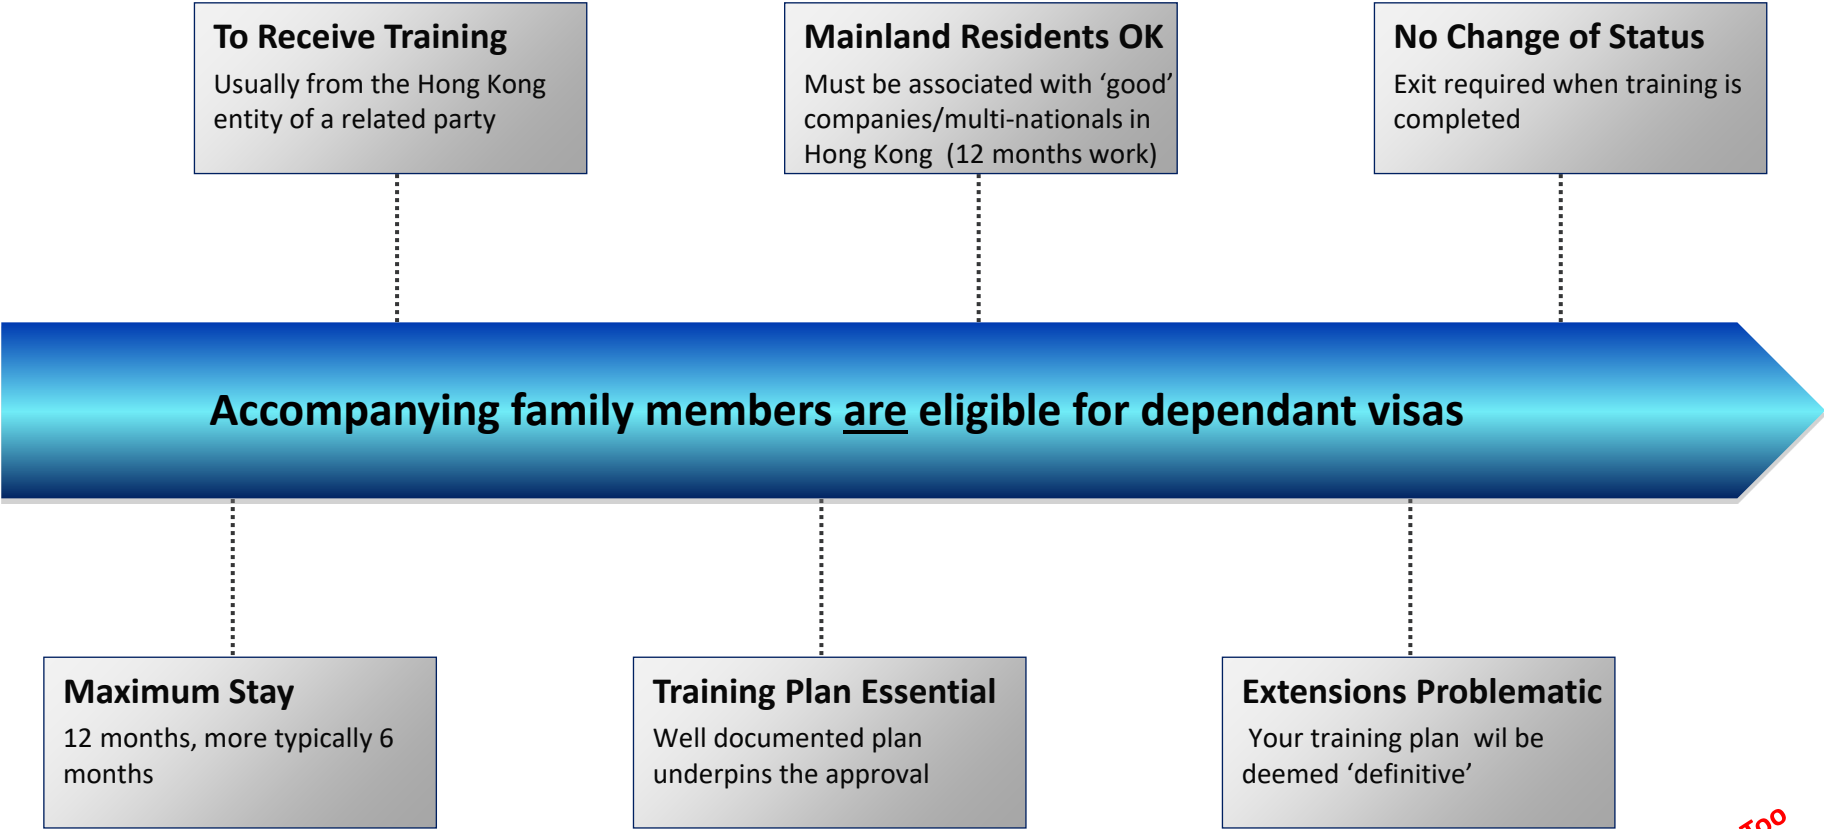 To Receive Training
Usually from the Hong Kong
entity of a related party
Mainland Residents OK
Must be associated with ‘good’
companies/multi-nationals in
Hong Kong (12 months work)
No Change of Status
Exit required when training is
completed
Accompanying family members are eligible for dependant visas
Maximum Stay
12 months, more typically 6
months
Training Plan Essential
Well documented plan
underpins the approval
Extensions Problematic
Your training plan wil be
deemed ‘definitive’
Too